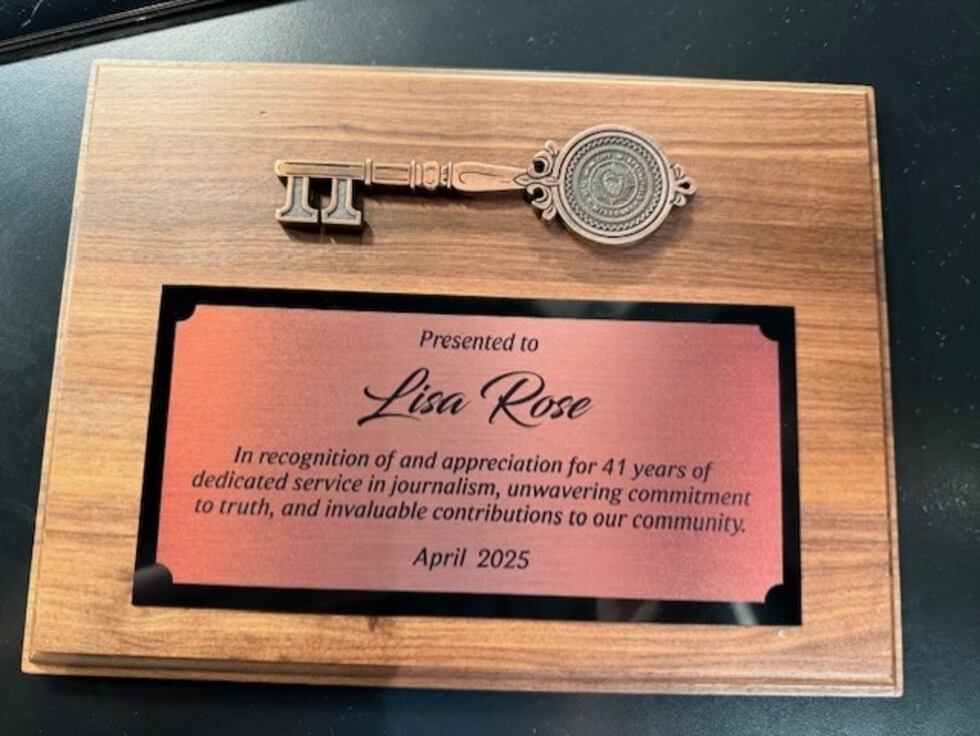 Presented to
Lisa Rose
In recognition of and appreciation for 41 years of
dedicated service in journalism, unwavering commitment
to truth, and invaluable contributions to our community.
April 2025